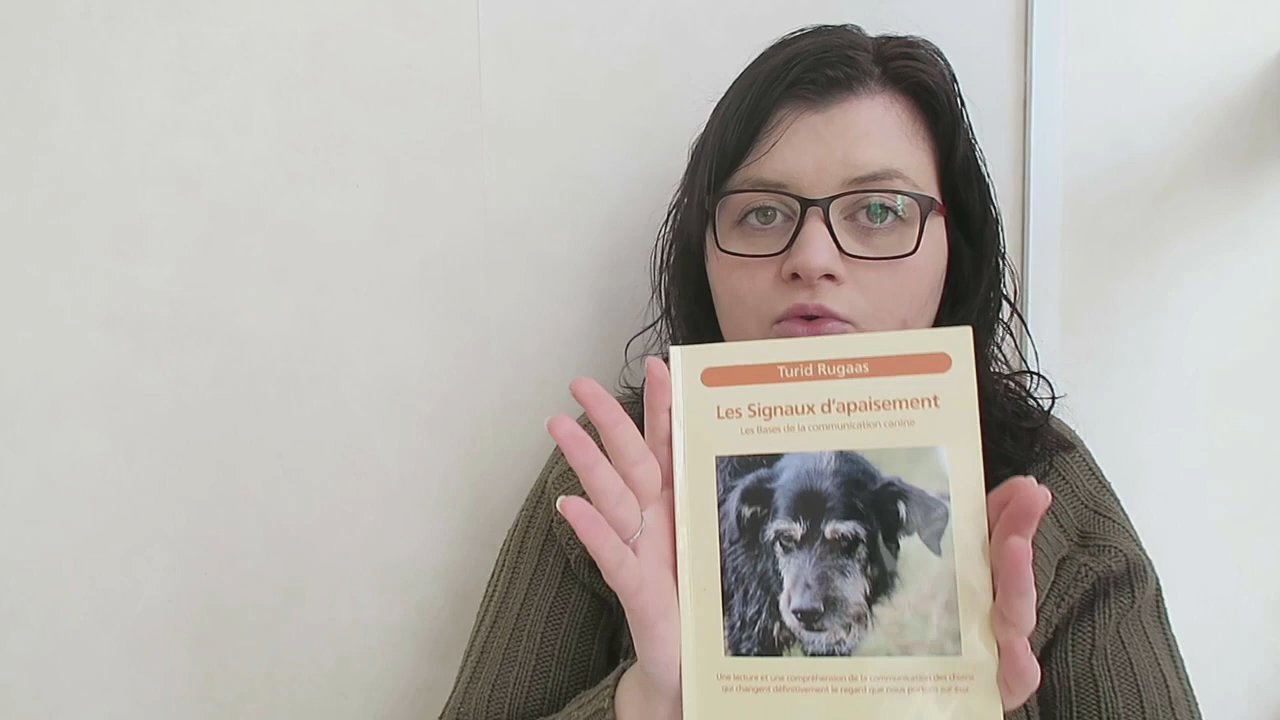 Turid Rugaas
Les Signaux d'apaisement
Les Bases de la communication canine
Une lecture et une compréhension de la communication des chiens
qui changent définitivement le regard que nous portons sur eux